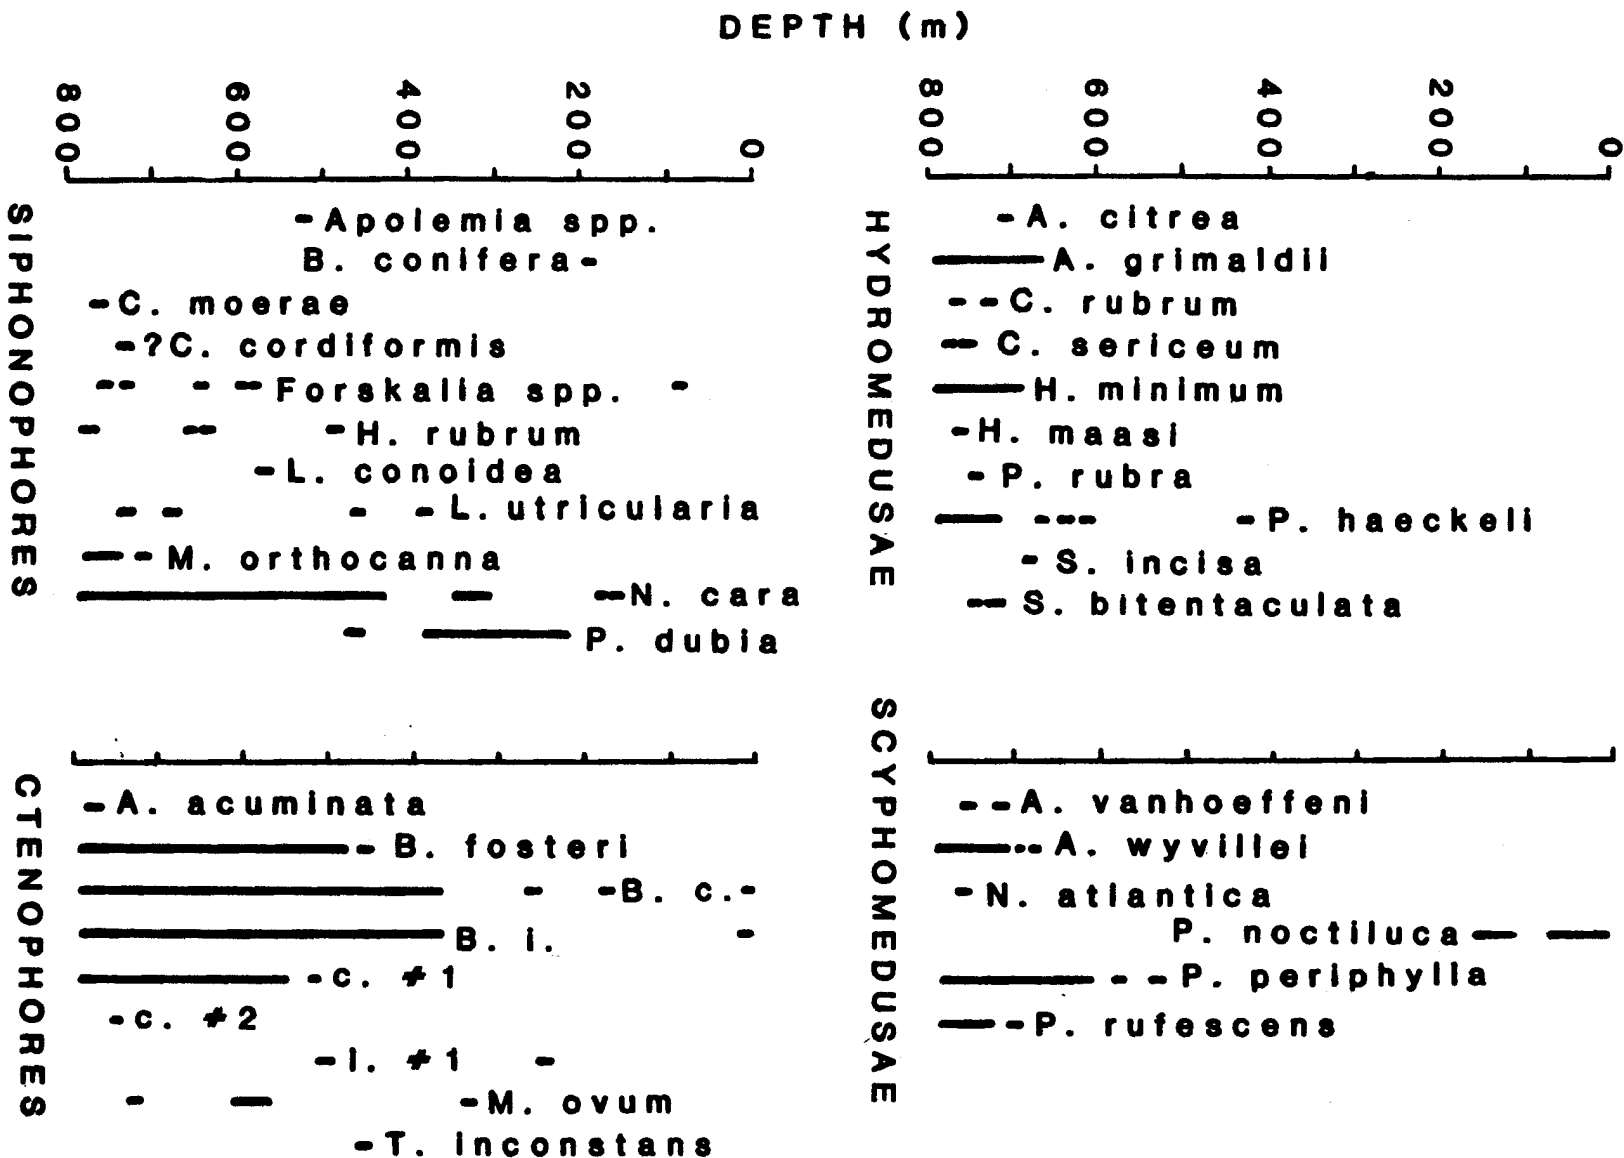 DEPTH (m)
800 600 400 200 0
SIPHONOPHORES
Apolemia spp.
B. conifera
C. moerae
?C. cordiformis
Forskalia spp.
H. rubrum
L. conoidea
L. utricularia
M. orthocanna
N. cara
P. dubia
800 600 400 200 0
HYDROMEDUSAE
A. citrea
A. grimaldii
C. rubrum
C. sericeum
H. minimum
H. maasi
P. rubra
P. haeckeli
S. incisa
S. bitentaculata
CTENOPHORES
A. acuminata
B. fosteri
B. c.
B. i.
c. #1
c. #2
l. #1
M. ovum
T. inconstans
SCYPHOMEDUSAE
A. vanhoeffeni
A. wyvillei
N. atlantica
P. noctiluca
P. periphylla
P. rufescens